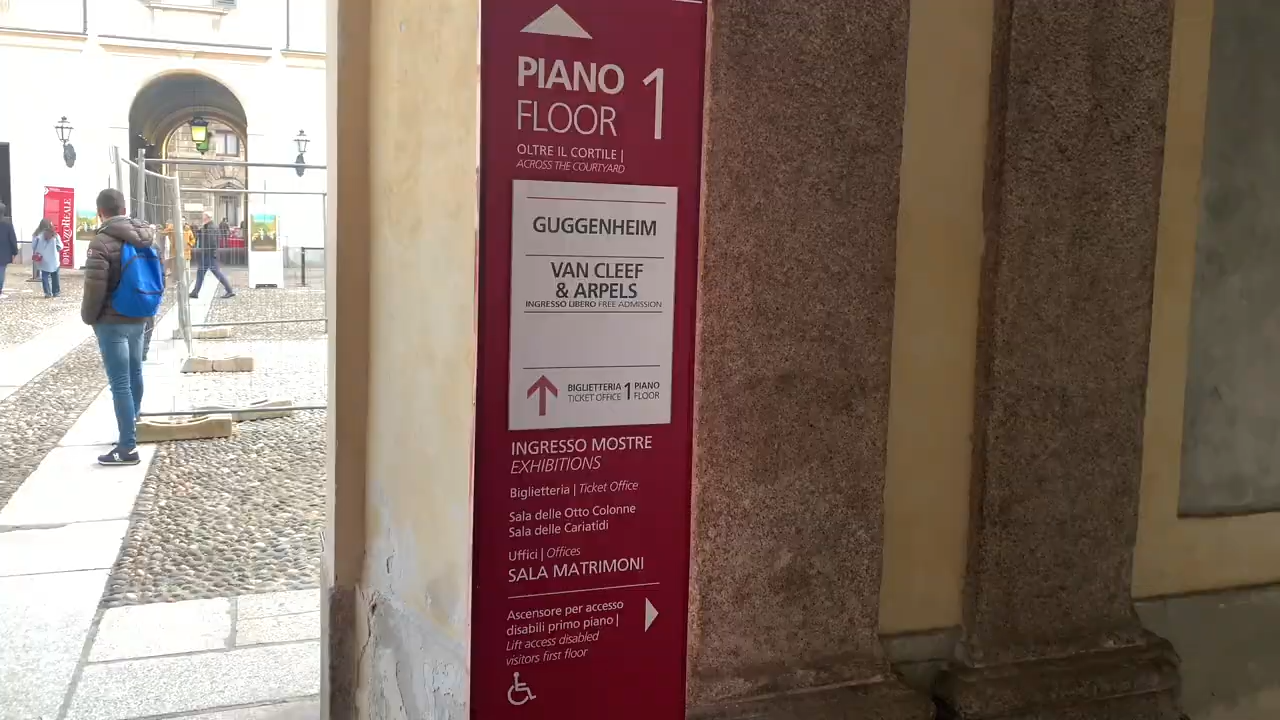 PIANO 1
FLOOR
OLTRE IL CORTILE |
ACROSS THE COURTYARD
GUGGENHEIM
VAN CLEEF
& ARPELS
INGRESSO LIBERO FREE ADMISSION
BIGLIETTERIA 1 PIANO
TICKET OFFICE FLOOR
INGRESSO MOSTRE
EXHIBITIONS
Biglietteria | Ticket Office
Sala delle Otto Colonne
Sala delle Cariatidi
Uffici | Offices
SALA MATRIMONI
Ascensore per accesso
disabili primo piano |
Lift access disabled
visitors first floor
PALAZZOREALE